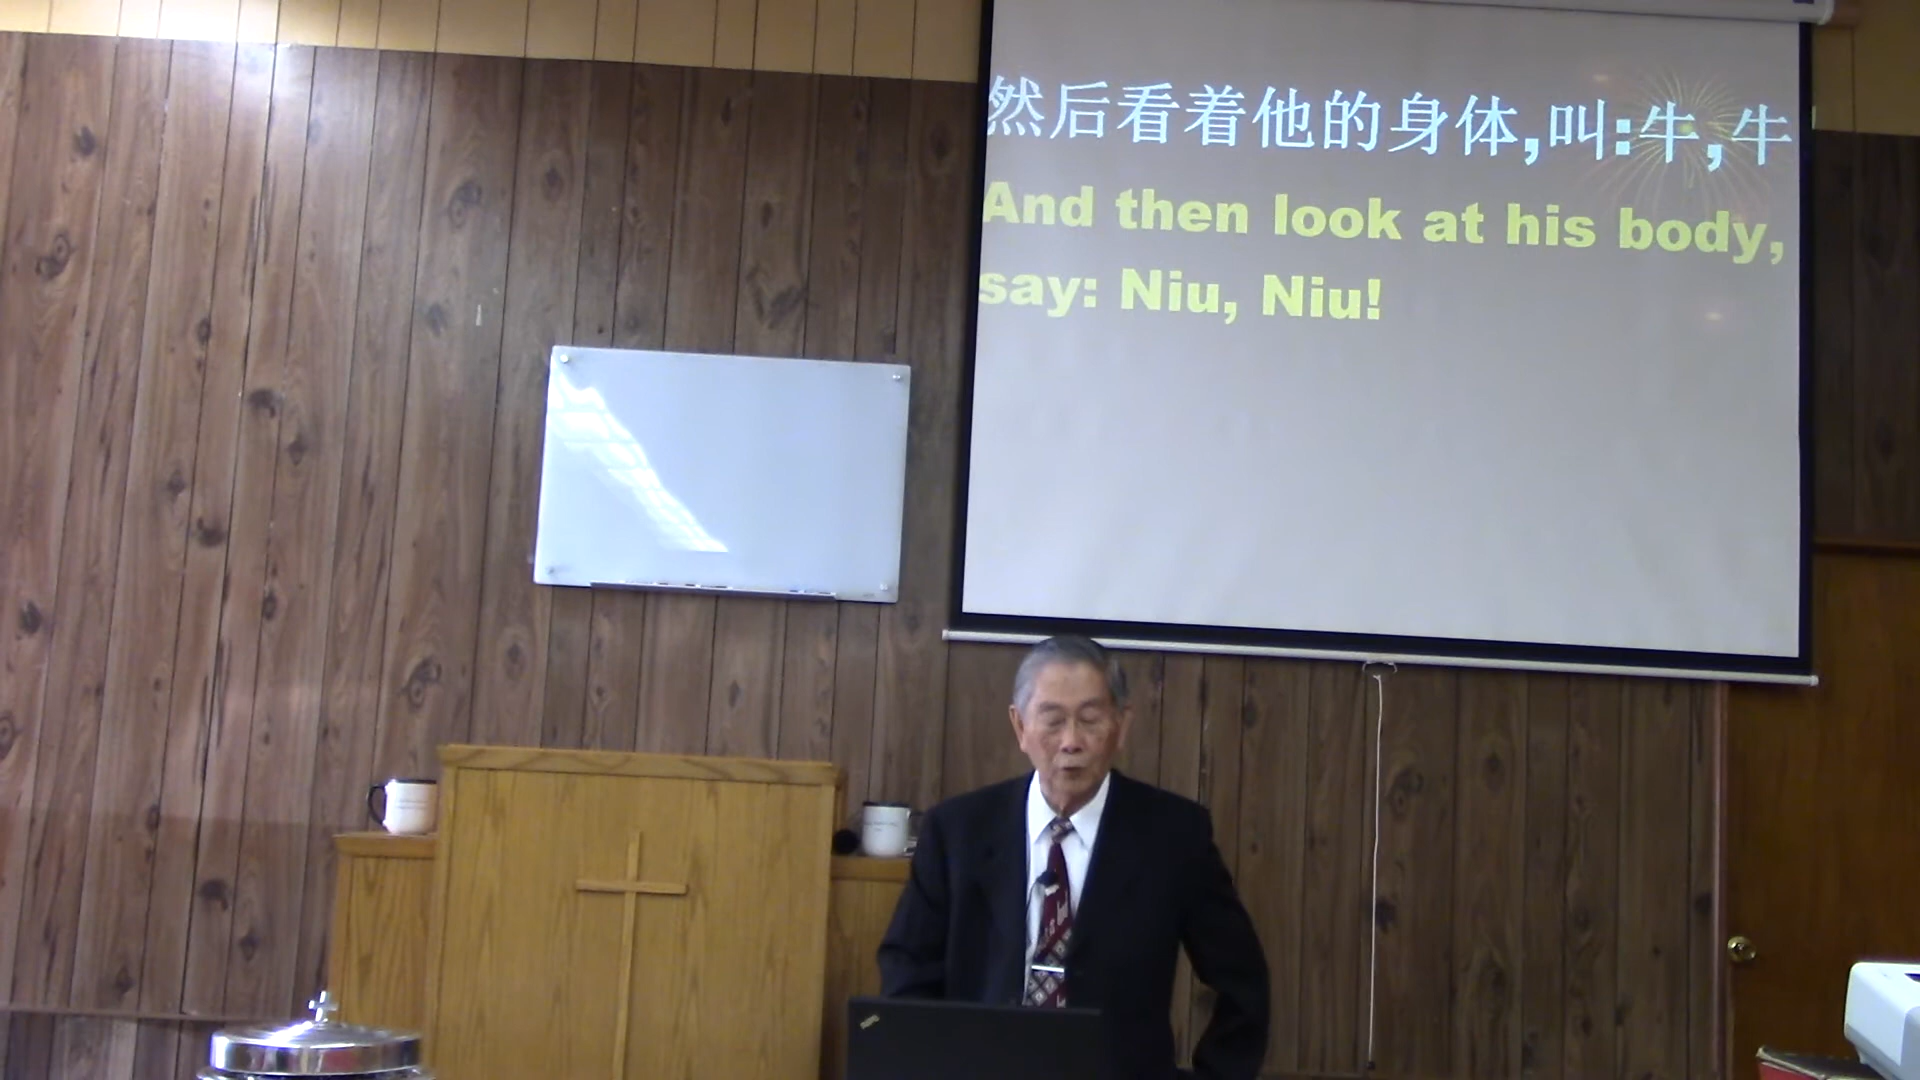 然后看着他的身体,叫:牛,牛
And then look at his body,
say: Niu, Niu!